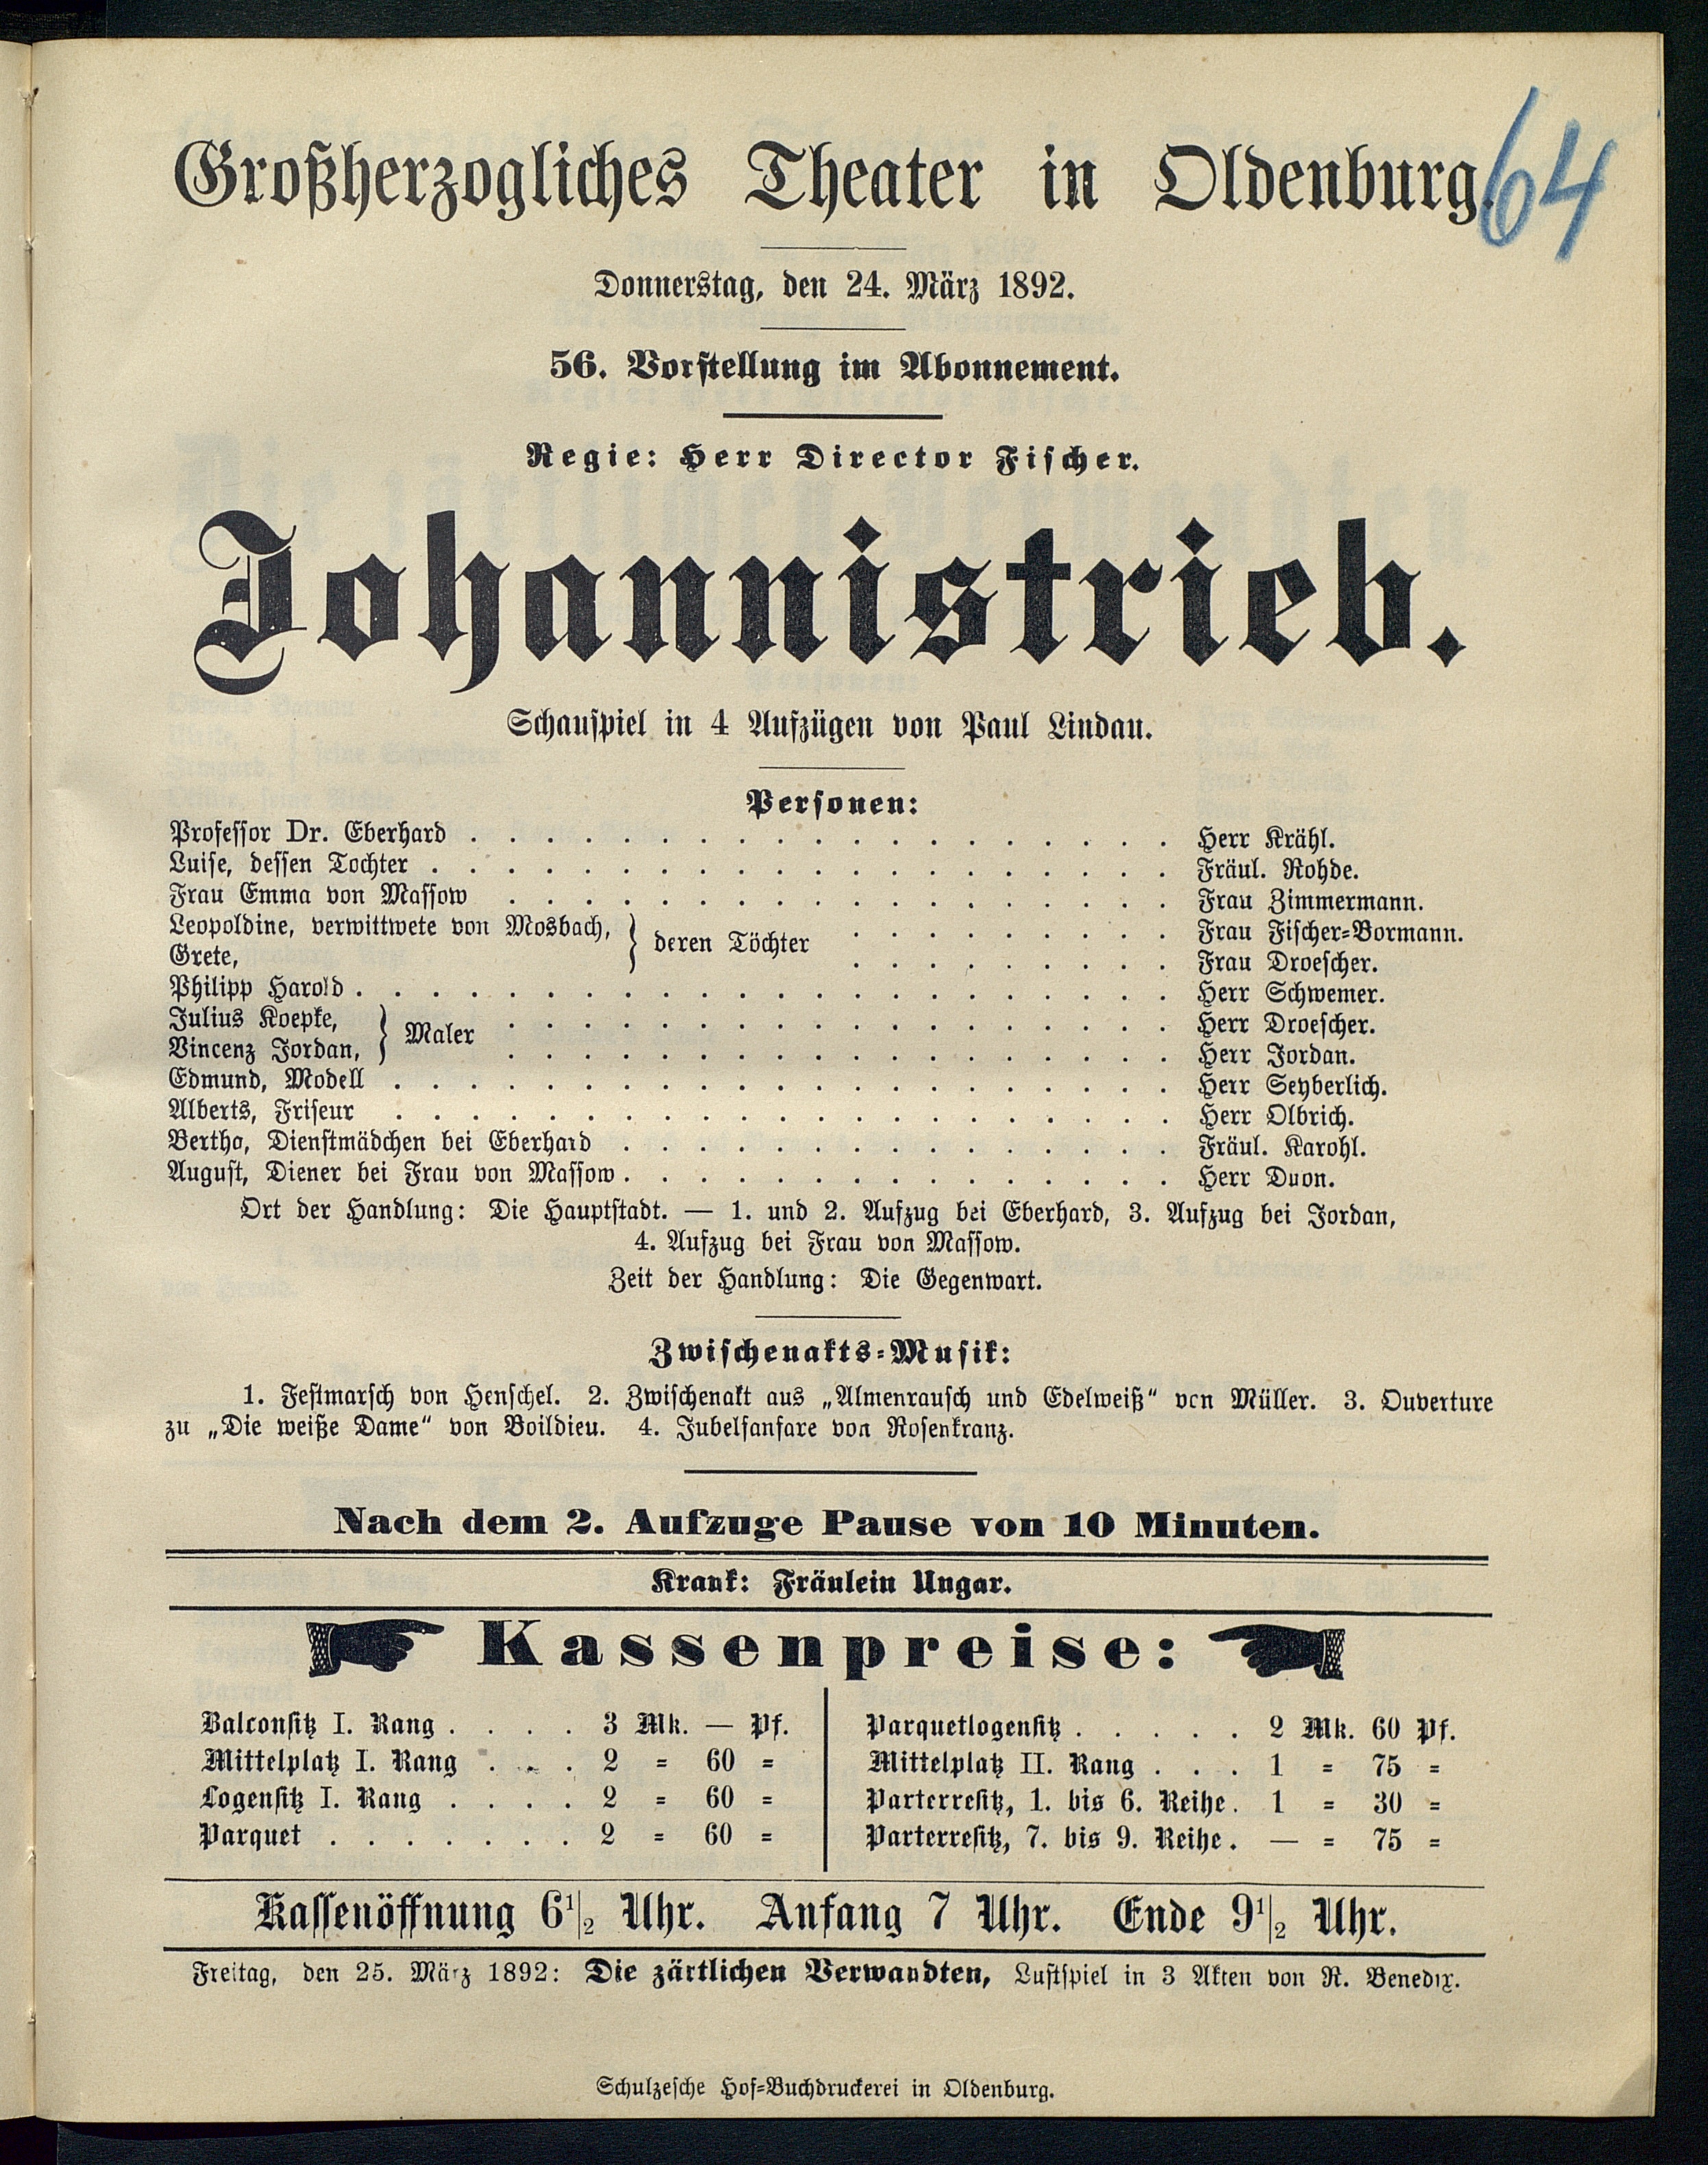 Großherzogliches Theater in Oldenburg.
64
Donnerstag, den 24. März 1892.
56. Vorstellung im Abonnement.
Regie: Herr Director Fischer.
Johannistrieb.
Schauspiel in 4 Aufzügen von Paul Lindau.
Personen:
Professor Dr. Eberhard . . . . . . . . . . . . . . . . . . . Herr Krähl.
Luise, dessen Tochter . . . . . . . . . . . . . . . . . . . . Fräul. Rohde.
Frau Emma von Massow . . . . . . . . . . . . . . . . . . Frau Zimmermann.
Leopoldine, verwittwete von Mosbach, } deren Töchter . . . . . . . . . Frau Fischer-Bormann.
Grete, . . . . . . . . . Frau Droescher.
Philipp Harold . . . . . . . . . . . . . . . . . . . . . . Herr Schwemer.
Julius Koepke, } Maler . . . . . . . . . . . . . . . . . . Herr Droescher.
Vincenz Jordan, . . . . . . . . . . . . . . . . . . Herr Jordan.
Edmund, Modell . . . . . . . . . . . . . . . . . . . . . Herr Seyberlich.
Alberts, Friseur . . . . . . . . . . . . . . . . . . . . . Herr Olbrich.
Bertha, Dienstmädchen bei Eberhard . . . . . . . . . . . . . . . Fräul. Karohl.
August, Diener bei Frau von Massow . . . . . . . . . . . . . . . Herr Duon.
Ort der Handlung: Die Hauptstadt. — 1. und 2. Aufzug bei Eberhard, 3. Aufzug bei Jordan,
4. Aufzug bei Frau von Massow.
Zeit der Handlung: Die Gegenwart.
Zwischenakts-Musik:
1. Festmarsch von Henschel. 2. Zwischenakt aus „Almenrausch und Edelweiß“ von Müller. 3. Ouverture
zu „Die weiße Dame“ von Boildieu. 4. Jubelfanfare von Rosenkranz.
Nach dem 2. Aufzuge Pause von 10 Minuten.
Krank: Fräulein Ungar.
Kassenpreise:
Balconsitz I. Rang . . . . 3 Mk. — Pf.
Mittelplatz I. Rang . . . . 2 = 60 =
Logensitz I. Rang . . . . 2 = 60 =
Parquet . . . . . . . 2 = 60 =
Parquetlogensitz . . . . . 2 Mk. 60 Pf.
Mittelplatz II. Rang . . . 1 = 75 =
Parterresitz, 1. bis 6. Reihe . 1 = 30 =
Parterresitz, 7. bis 9. Reihe . — = 75 =
Kassenöffnung 6 1/2 Uhr. Anfang 7 Uhr. Ende 9 1/2 Uhr.
Freitag, den 25. März 1892: Die zärtlichen Verwandten, Lustspiel in 3 Akten von R. Benedix.
Schulzesche Hof-Buchdruckerei in Oldenburg.